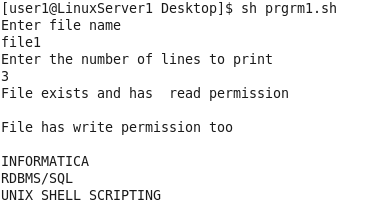 [user1@LinuxServer1 Desktop]$ sh prgrm1.sh
Enter file name
file1
Enter the number of lines to print
3
File exists and has  read permission
File has write permission too
INFORMATICA
RDBMS/SQL
UNIX SHELL SCRIPTING